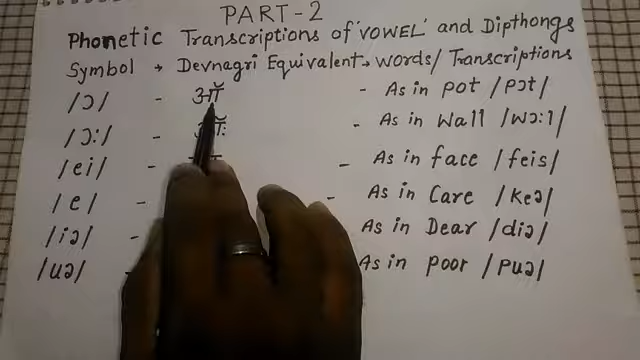 PART-2
Phonetic Transcriptions of 'VOWEL' and Dipthongs
Symbol → Devnagri Equivalent → words/ Transcriptions
/ɔ/ - ऑ - As in pot /pɔt/
/ɔ:/ - ऑ: - As in Wall /wɔ:l/
/ei/ - - As in face /feis/
/e/ - - As in Care /keə/
/iə/ - As in Dear /diə/
/uə/ - As in poor /puə/